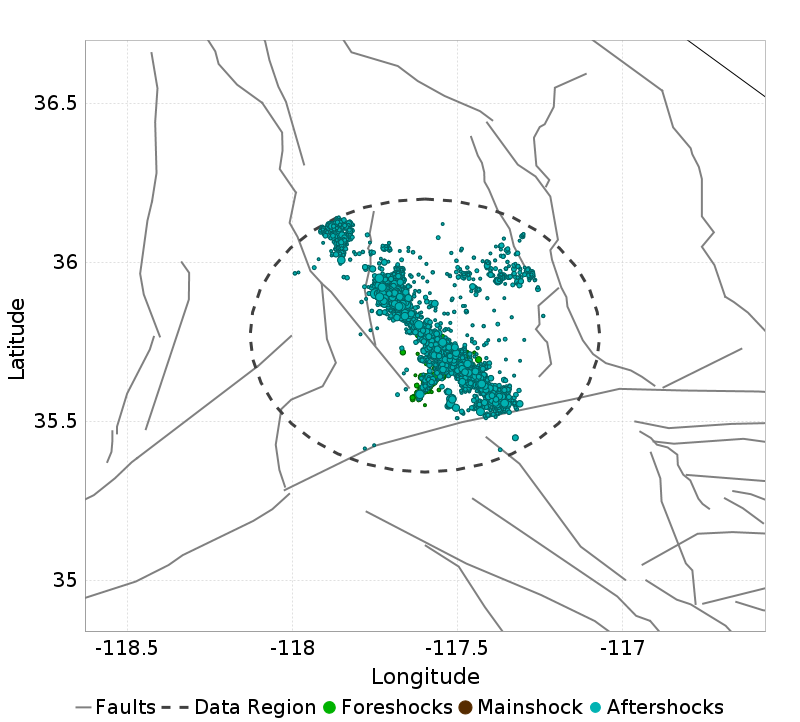 36.5
36
35.5
35
Latitude
-118.5 -118 -117.5 -117
Longitude
Faults Data Region Foreshocks Mainshock Aftershocks